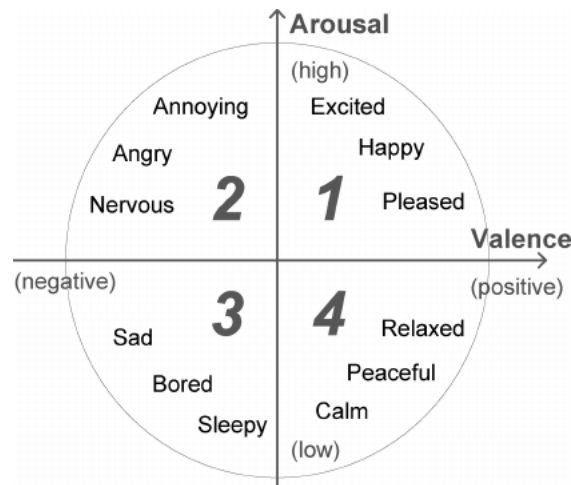 Arousal
(high)
Annoying Excited
Angry Happy
Nervous 2 1 Pleased
Valence
(negative) (positive)
3 4
Sad Relaxed
Bored Peaceful
Sleepy Calm
(low)